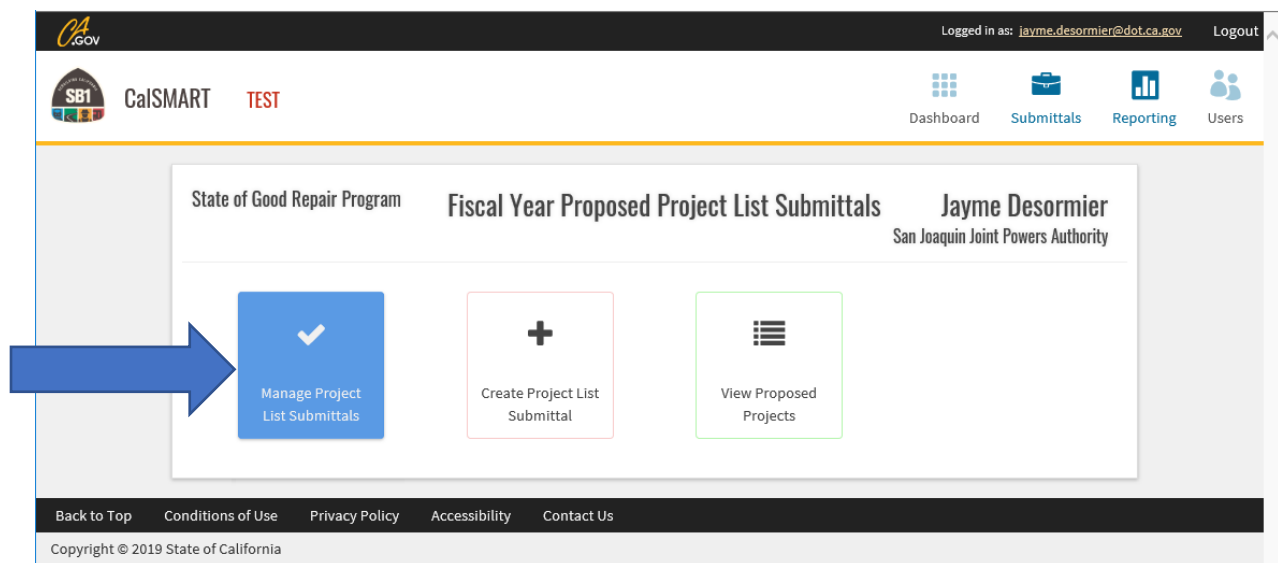 CA
.GOV
Logged in as: jayme.desormier@dot.ca.gov Logout
SB1
CalSMART TEST
Dashboard Submittals Reporting Users
State of Good Repair Program
Fiscal Year Proposed Project List Submittals
Jayme Desormier
San Joaquin Joint Powers Authority
Manage Project
List Submittals
Create Project List
Submittal
View Proposed
Projects
Back to Top Conditions of Use Privacy Policy Accessibility Contact Us
Copyright © 2019 State of California